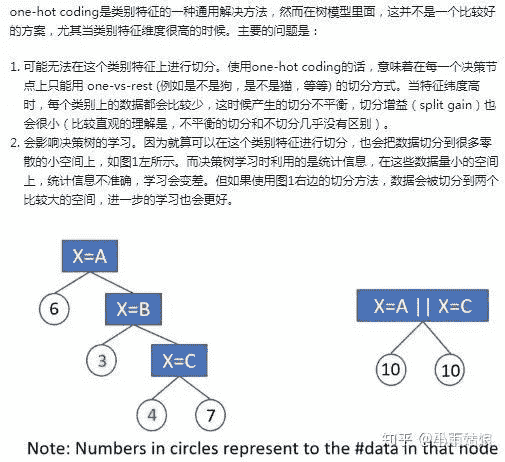 one-hot coding是类别特征的一种通用解决方法，然而在树模型里面，这并不是一个比较好
的方案，尤其当类别特征维度很高的时候。主要的问题是：
1. 可能无法在这个类别特征上进行切分。使用one-hot coding的话，意味着在每一个决策节
点上只能用 one-vs-rest (例如是不是狗，是不是猫，等等) 的切分方式。当特征纬度高
时，每个类别上的数据都会比较少，这时候产生的切分不平衡，切分增益（split gain）也
会很小（比较直观的理解是，不平衡的切分和不切分几乎没有区别）。
2. 会影响决策树的学习。因为就算可以在这个类别特征进行切分，也会把数据切分到很多零
散的小空间上，如图1左所示。而决策树学习时利用的是统计信息，在这些数据量小的空间
上，统计信息不准确，学习会变差。但如果使用图1右边的切分方法，数据会被切分到两个
比较大的空间，进一步的学习也会更好。
X=A
6
X=B
3
X=C
4
7
X=A || X=C
10
10
知乎
Note: Numbers in circles represent to the #data in that node